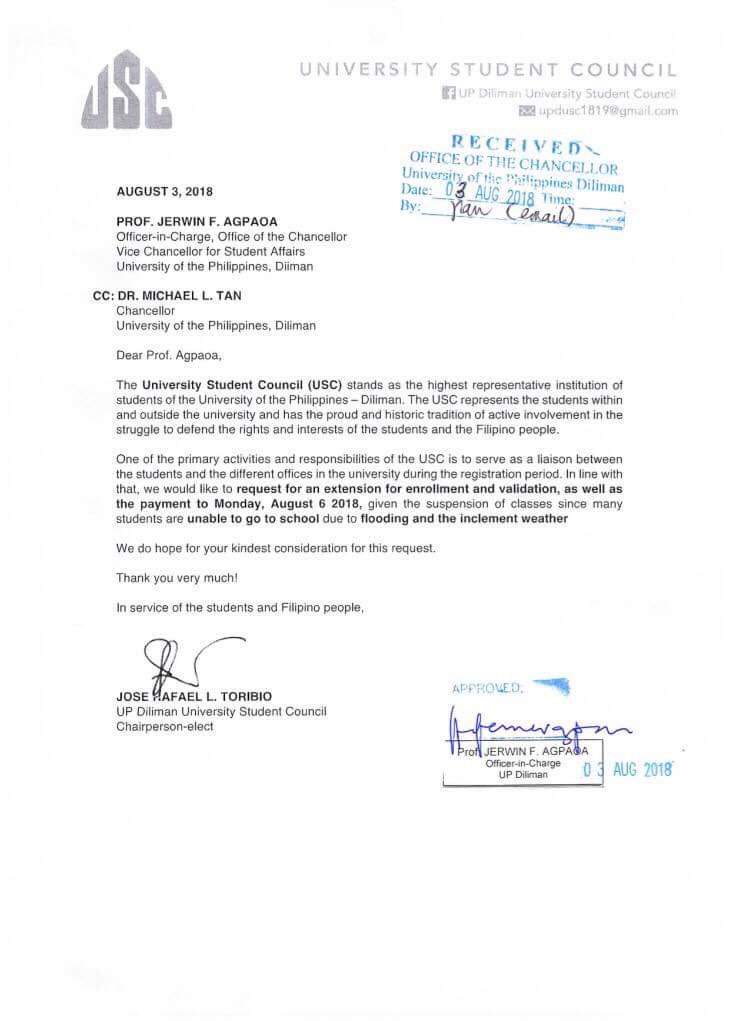 USC
UNIVERSITY STUDENT COUNCIL
UP Diliman University Student Council
updusc1819@gmail.com
RECEIVED
OFFICE OF THE CHANCELLOR
University of the Philippines Diliman
Date: 03 AUG 2018 Time:
By: (email)
AUGUST 3, 2018
PROF. JERWIN F. AGPAOA
Officer-in-Charge, Office of the Chancellor
Vice Chancellor for Student Affairs
University of the Philippines, Diiman
CC: DR. MICHAEL L. TAN
Chancellor
University of the Philippines, Diliman
Dear Prof. Agpaoa,
The University Student Council (USC) stands as the highest representative institution of
students of the University of the Philippines – Diliman. The USC represents the students within
and outside the university and has the proud and historic tradition of active involvement in the
struggle to defend the rights and interests of the students and the Filipino people.
One of the primary activities and responsibilities of the USC is to serve as a liaison between
the students and the different offices in the university during the registration period. In line with
that, we would like to request for an extension for enrollment and validation, as well as
the payment to Monday, August 6 2018, given the suspension of classes since many
students are unable to go to school due to flooding and the inclement weather
We do hope for your kindest consideration for this request.
Thank you very much!
In service of the students and Filipino people,
JOSE RAFAEL L. TORIBIO
UP Diliman University Student Council
Chairperson-elect
APPROVED:
Prof. JERWIN F. AGPAOA
Officer-in-Charge
UP Diliman
03 AUG 2018